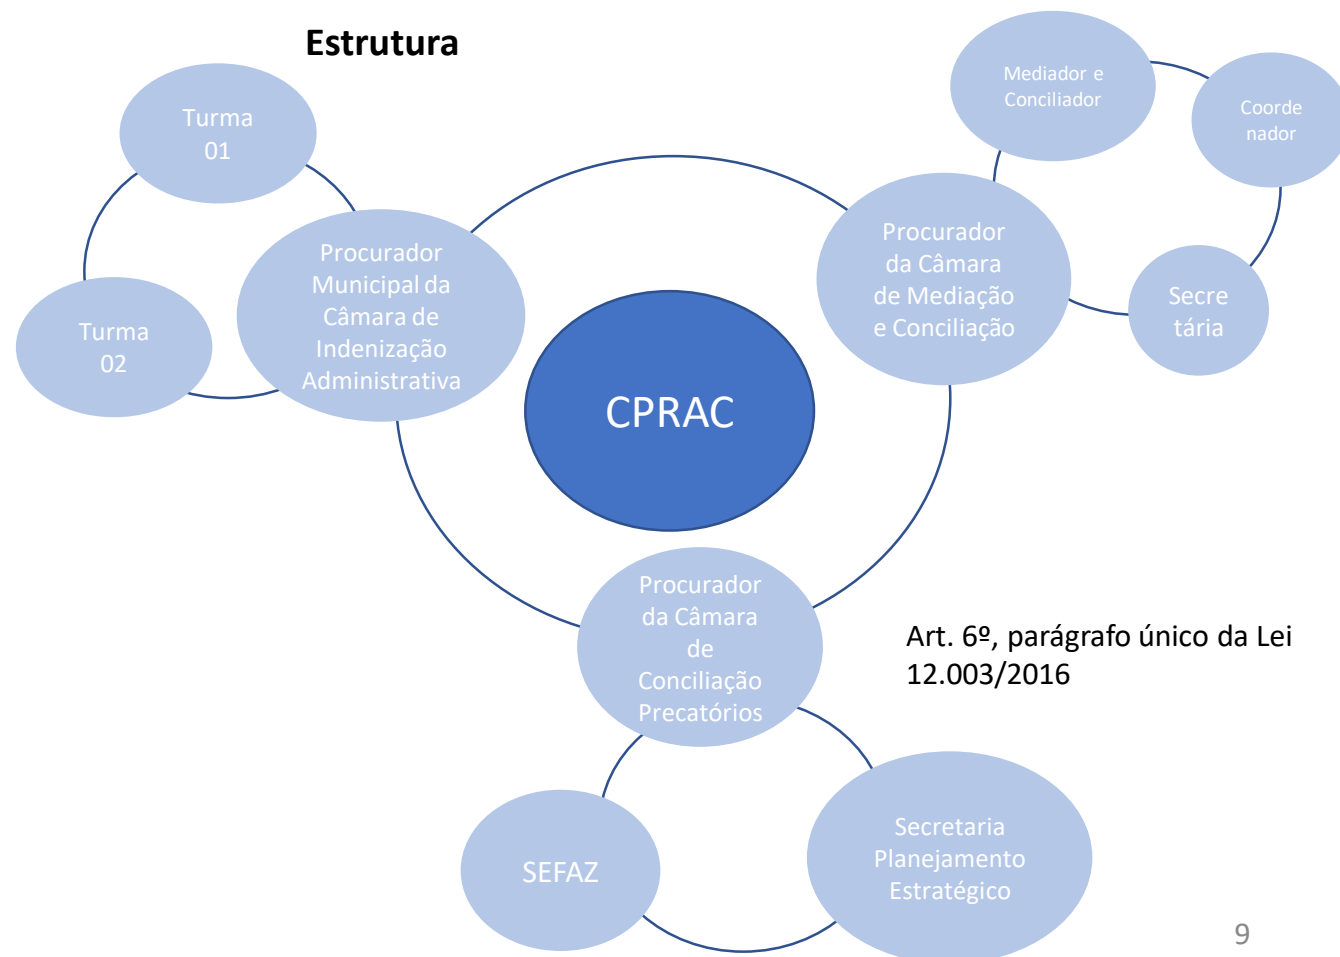 Estrutura
Turma
01
Turma
02
Procurador
Municipal da
Câmara de
Indenização
Administrativa
Mediador e
Conciliador
Coorde
nador
Procurador
da Câmara
de Mediação
e Conciliação
Secre
tária
CPRAC
Procurador
da Câmara
de
Conciliação
Precatórios
Art. 6º, parágrafo único da Lei
12.003/2016
SEFAZ
Secretaria
Planejamento
Estratégico
9